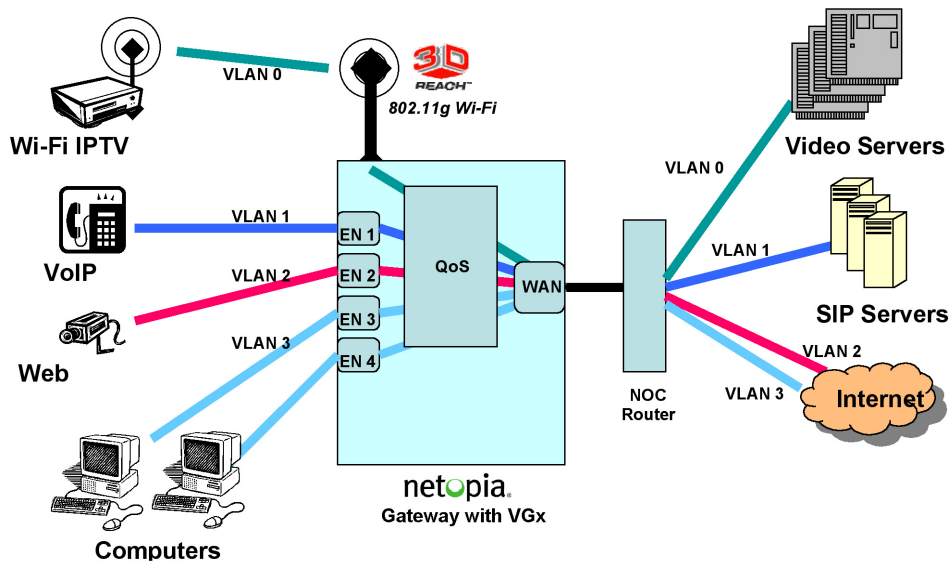 VLAN 0
3D
REACH™
802.11g Wi-Fi
Wi-Fi IPTV
Video Servers
VLAN 0
VLAN 1
EN 1
VoIP
VLAN 2
EN 2
QoS
WAN
VLAN 1
SIP Servers
EN 3
VLAN 3
EN 4
Web
VLAN 2
VLAN 3
Internet
NOC
Router
netopia.
Gateway with VGx
Computers